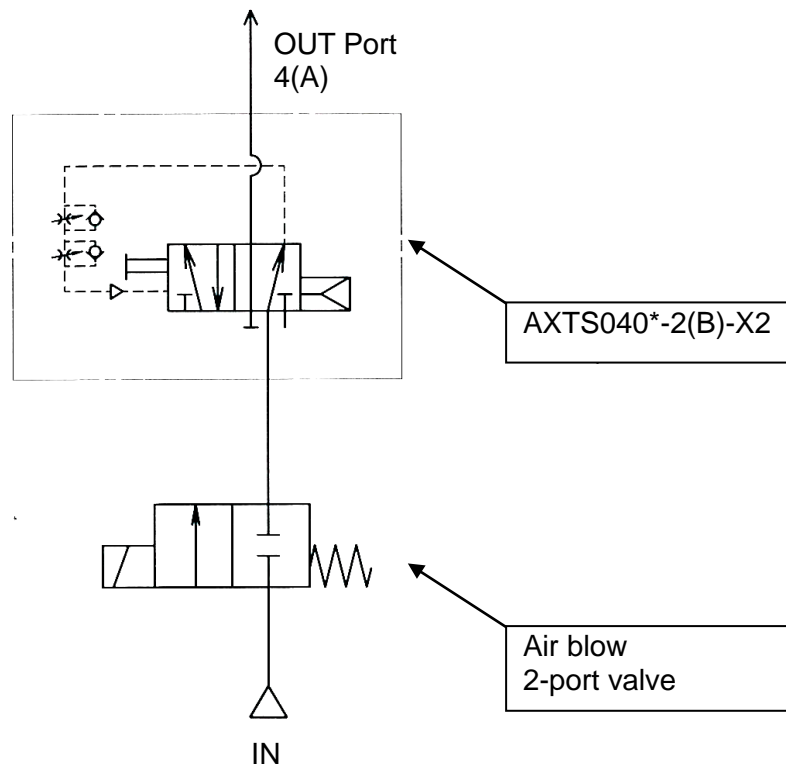 OUT Port
4(A)
AXTS040*-2(B)-X2
Air blow
2-port valve
IN